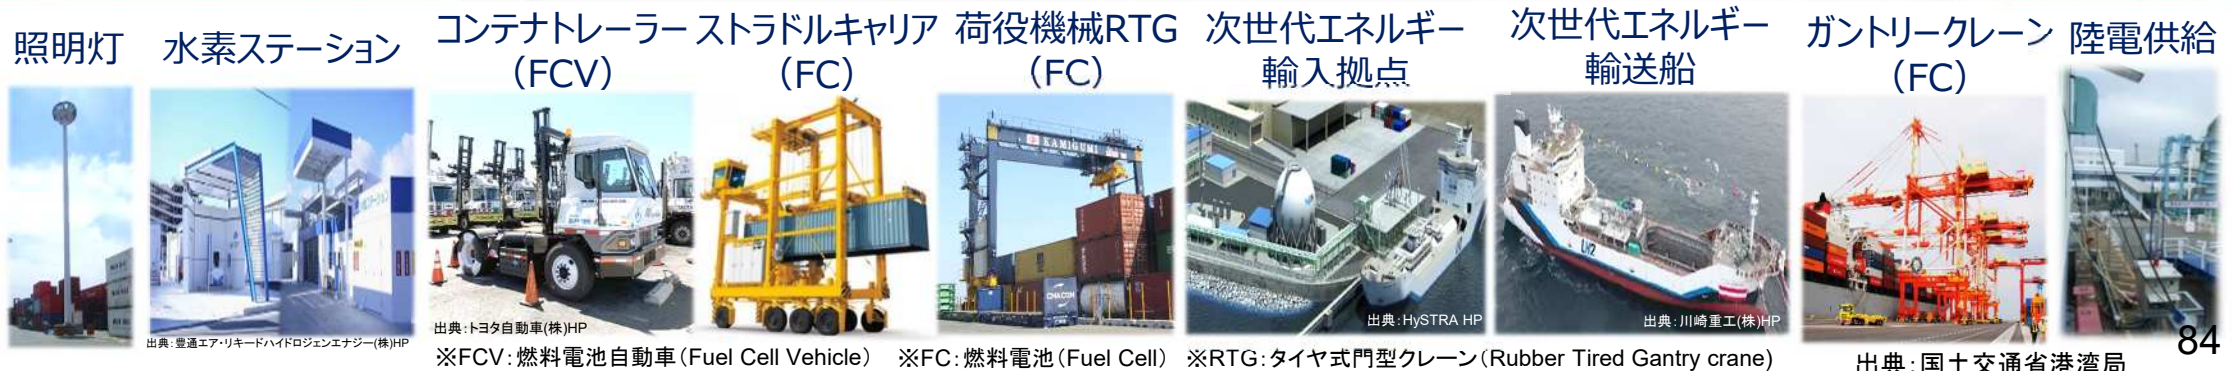 照明灯
水素ステーション
コンテナトレーラー
（FCV）
ストラドルキャリア
（FC）
荷役機械RTG
（FC）
次世代エネルギー
輸入拠点
次世代エネルギー
輸送船
ガントリークレーン
（FC）
陸電供給
KAMIGUMI
LH2
出典：豊通エア・リキードハイドロジェンエナジー(株)HP
出典：トヨタ自動車(株)HP
出典：HySTRA HP
出典：川崎重工(株)HP
※FCV：燃料電池自動車（Fuel Cell Vehicle）　※FC：燃料電池（Fuel Cell）　※RTG：タイヤ式門型クレーン（Rubber Tired Gantry crane)
出典：国土交通省港湾局
84